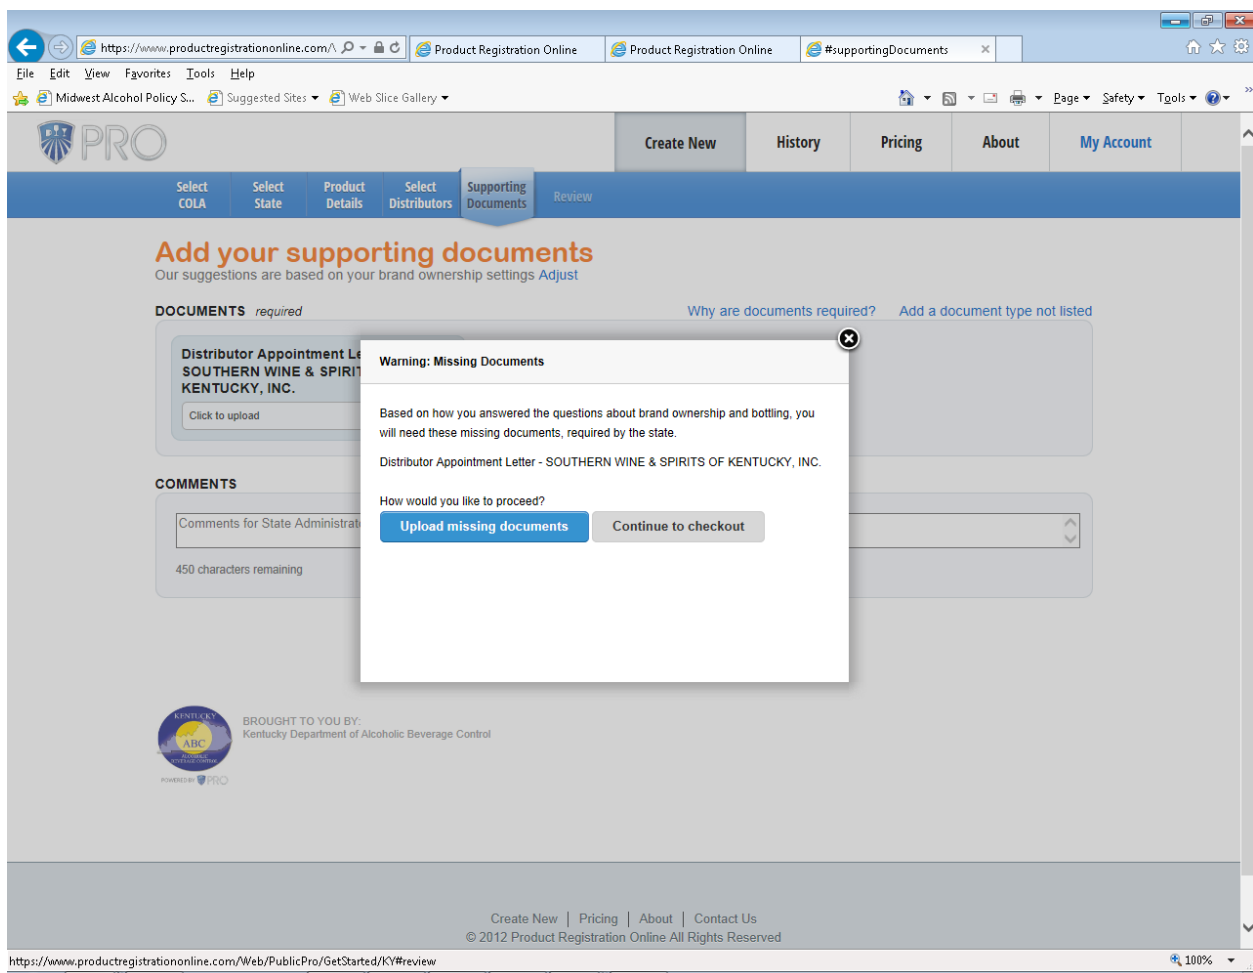 https://www.productregistrationonline.com/\
Product Registration Online
Product Registration Online
#supportingDocuments
File Edit View Favorites Tools Help
Midwest Alcohol Policy S... Suggested Sites Web Slice Gallery
Page Safety Tools
PRO
Create New
History
Pricing
About
My Account
Select COLA
Select State
Product Details
Select Distributors
Supporting Documents
Review
Add your supporting documents
Our suggestions are based on your brand ownership settings Adjust
DOCUMENTS required
Why are documents required? Add a document type not listed
Distributor Appointment Le
SOUTHERN WINE & SPIRIT
KENTUCKY, INC.
Click to upload
Warning: Missing Documents
Based on how you answered the questions about brand ownership and bottling, you
will need these missing documents, required by the state.
Distributor Appointment Letter - SOUTHERN WINE & SPIRITS OF KENTUCKY, INC.
How would you like to proceed?
Upload missing documents Continue to checkout
COMMENTS
Comments for State Administrat
450 characters remaining
KENTUCKY
ABC
BROUGHT TO YOU BY:
Kentucky Department of Alcoholic Beverage Control
POWERED BY PRO
Create New | Pricing | About | Contact Us
© 2012 Product Registration Online All Rights Reserved
https://www.productregistrationonline.com/Web/PublicPro/GetStarted/KY#review
100%